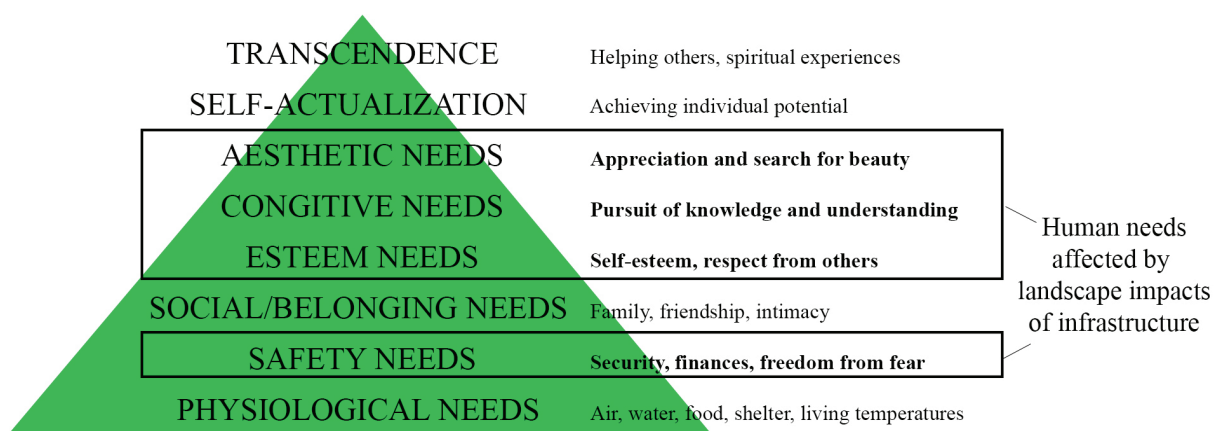 TRANSCENDENCE Helping others, spiritual experiences
SELF-ACTUALIZATION Achieving individual potential
AESTHETIC NEEDS Appreciation and search for beauty
CONGITIVE NEEDS Pursuit of knowledge and understanding
ESTEEM NEEDS Self-esteem, respect from others
SOCIAL/BELONGING NEEDS Family, friendship, intimacy
SAFETY NEEDS Security, finances, freedom from fear
PHYSIOLOGICAL NEEDS Air, water, food, shelter, living temperatures
Human needs
affected by
landscape impacts
of infrastructure